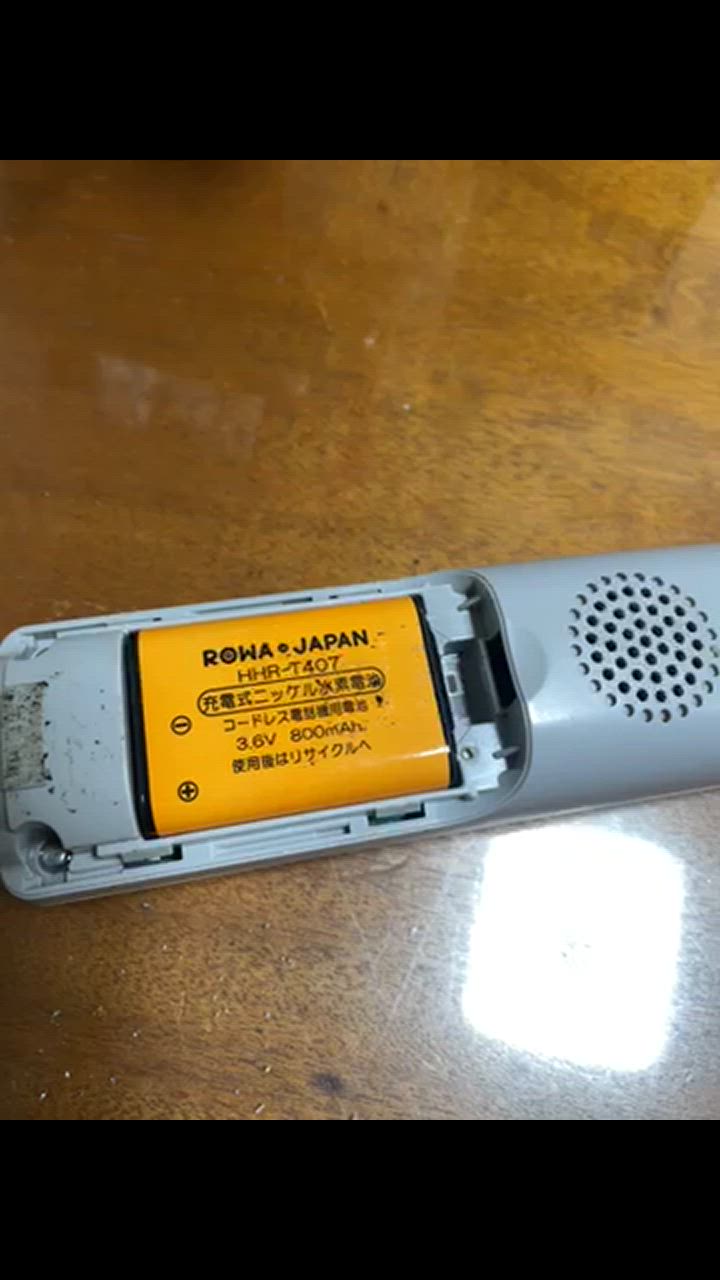 ROWA JAPAN
HHR-T407
充電式ニッケル水素電池
コードレス電話機用電池
⊖
3.6V 800mAh
使用後はリサイクルへ
⊕